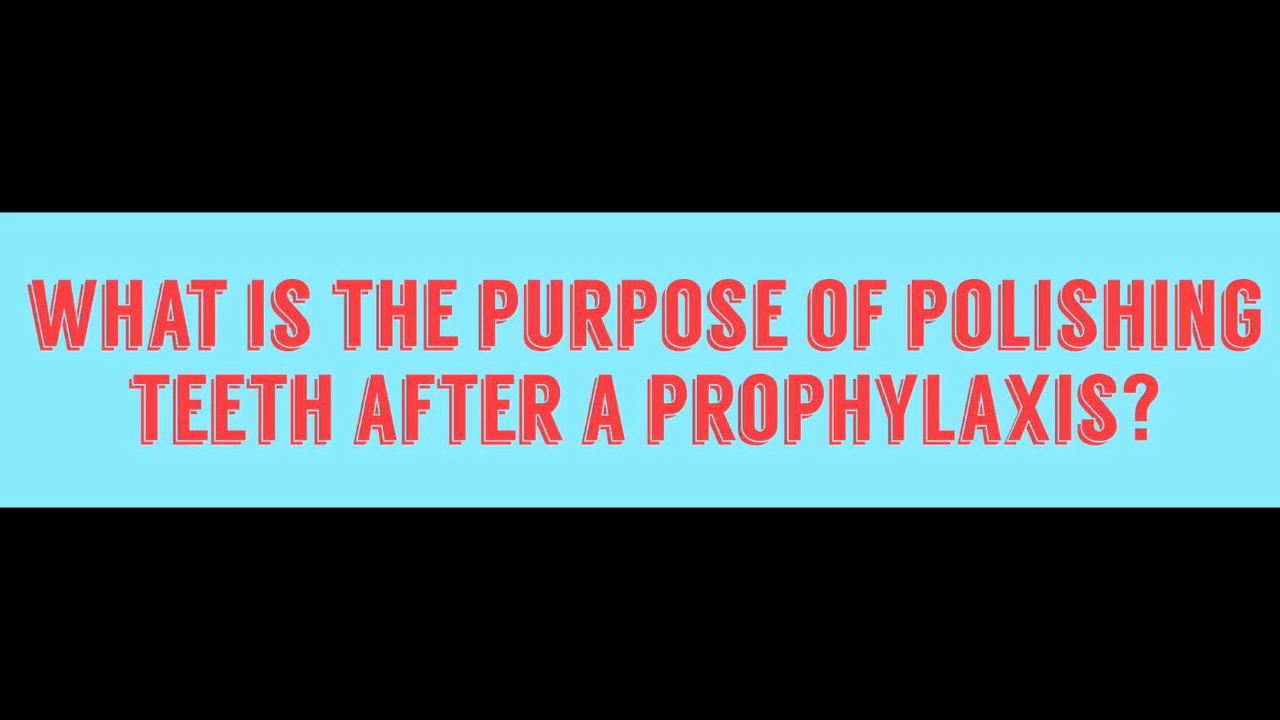 WHAT IS THE PURPOSE OF POLISHING
TEETH AFTER A PROPHYLAXIS?